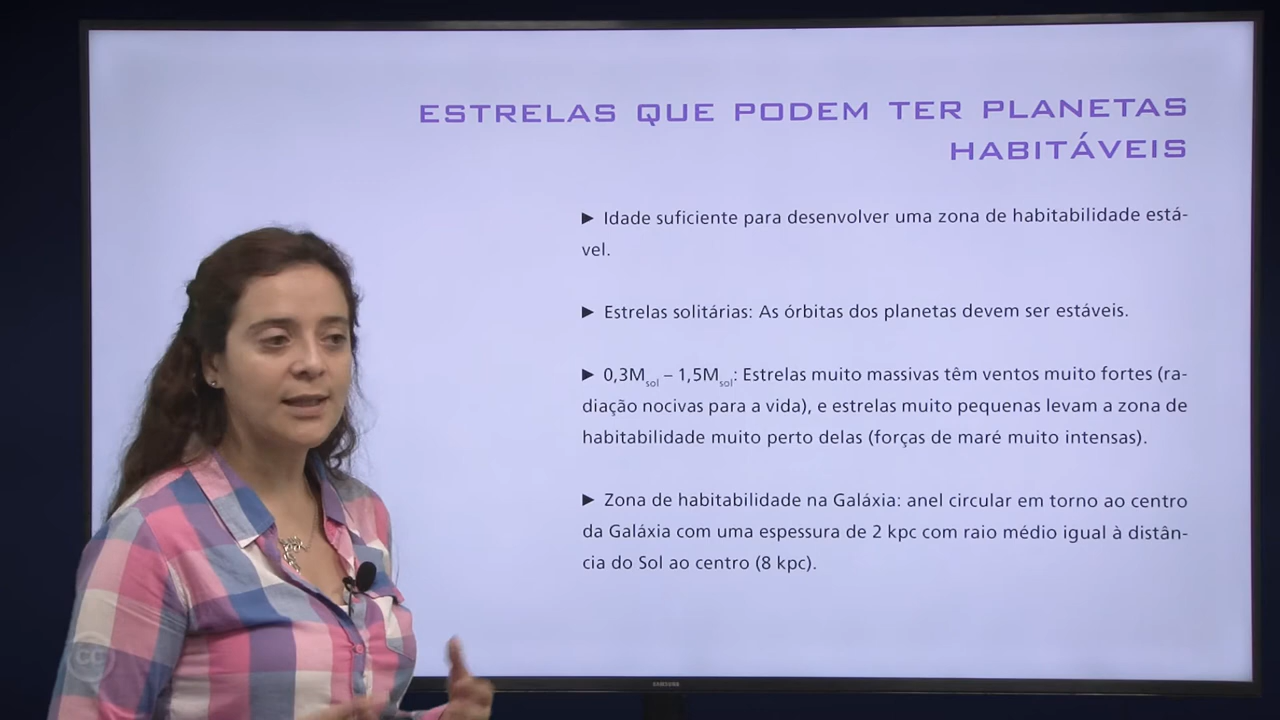 ESTRELAS QUE PODEM TER PLANETAS
HABITÁVEIS
► Idade suficiente para desenvolver uma zona de habitabilidade está-
vel.
► Estrelas solitárias: As órbitas dos planetas devem ser estáveis.
► 0,3Msol – 1,5Msol: Estrelas muito massivas têm ventos muito fortes (ra-
diação nocivas para a vida), e estrelas muito pequenas levam a zona de
habitabilidade muito perto delas (forças de maré muito intensas).
► Zona de habitabilidade na Galáxia: anel circular em torno ao centro
da Galáxia com uma espessura de 2 kpc com raio médio igual à distân-
cia do Sol ao centro (8 kpc).
CC
SAMSUNG